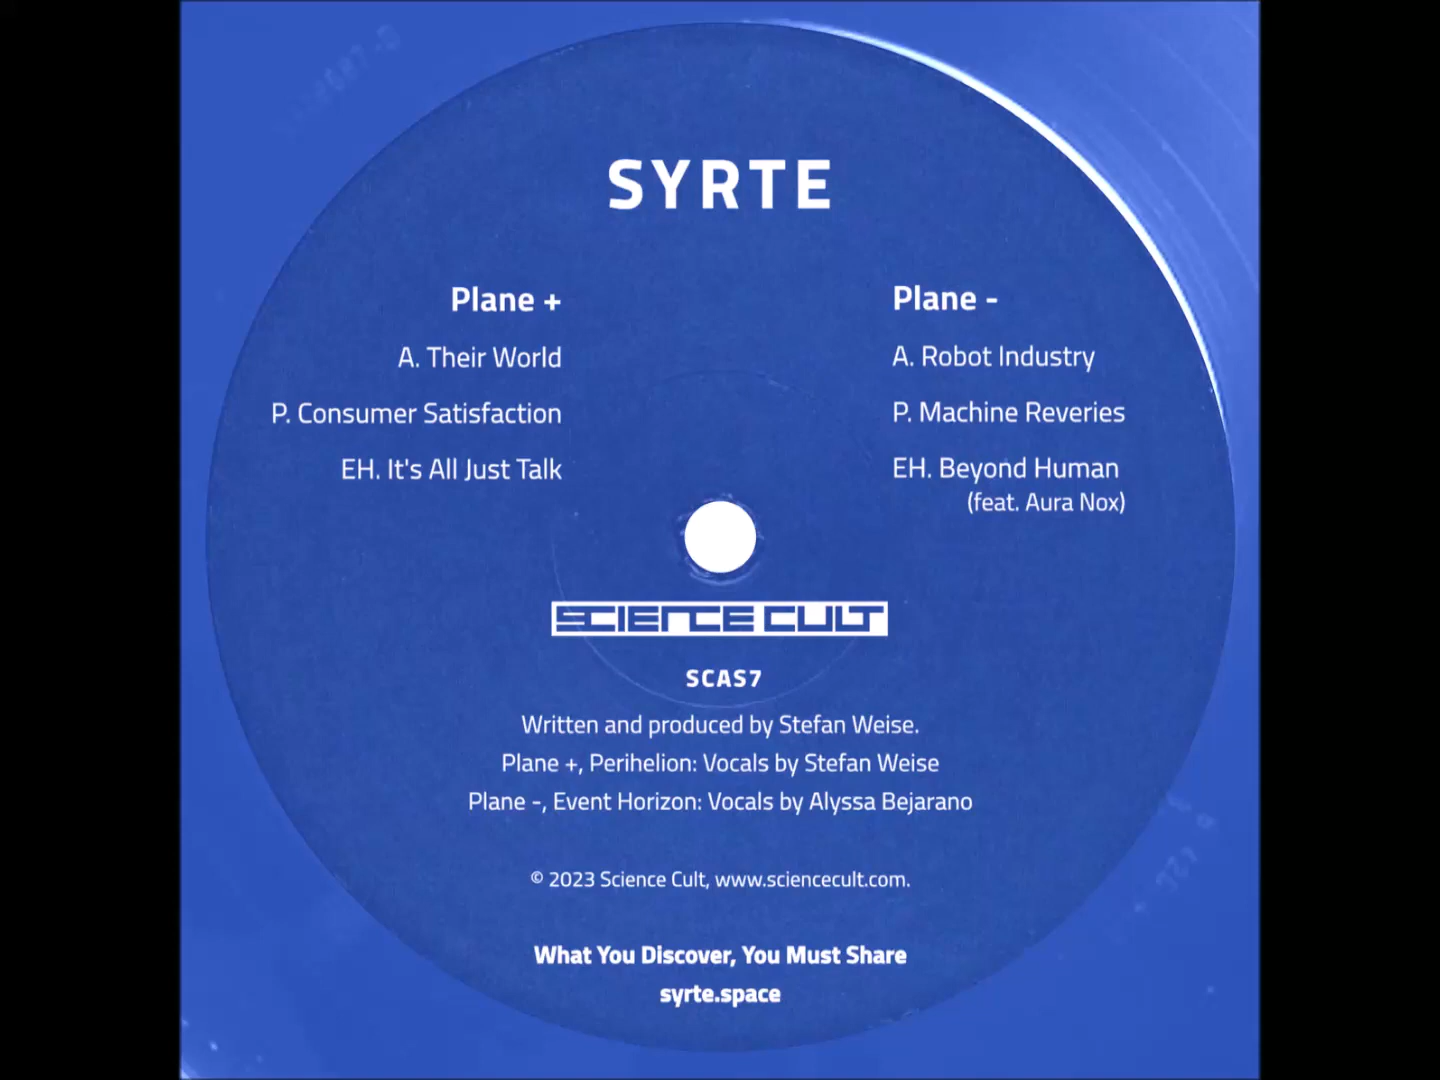 SYRTE
Plane +
A. Their World
P. Consumer Satisfaction
EH. It's All Just Talk
Plane -
A. Robot Industry
P. Machine Reveries
EH. Beyond Human
(feat. Aura Nox)
SCIENCE CULT
SCAS7
Written and produced by Stefan Weise.
Plane +, Perihelion: Vocals by Stefan Weise
Plane -, Event Horizon: Vocals by Alyssa Bejarano
© 2023 Science Cult, www.sciencecult.com.
What You Discover, You Must Share
syrte.space